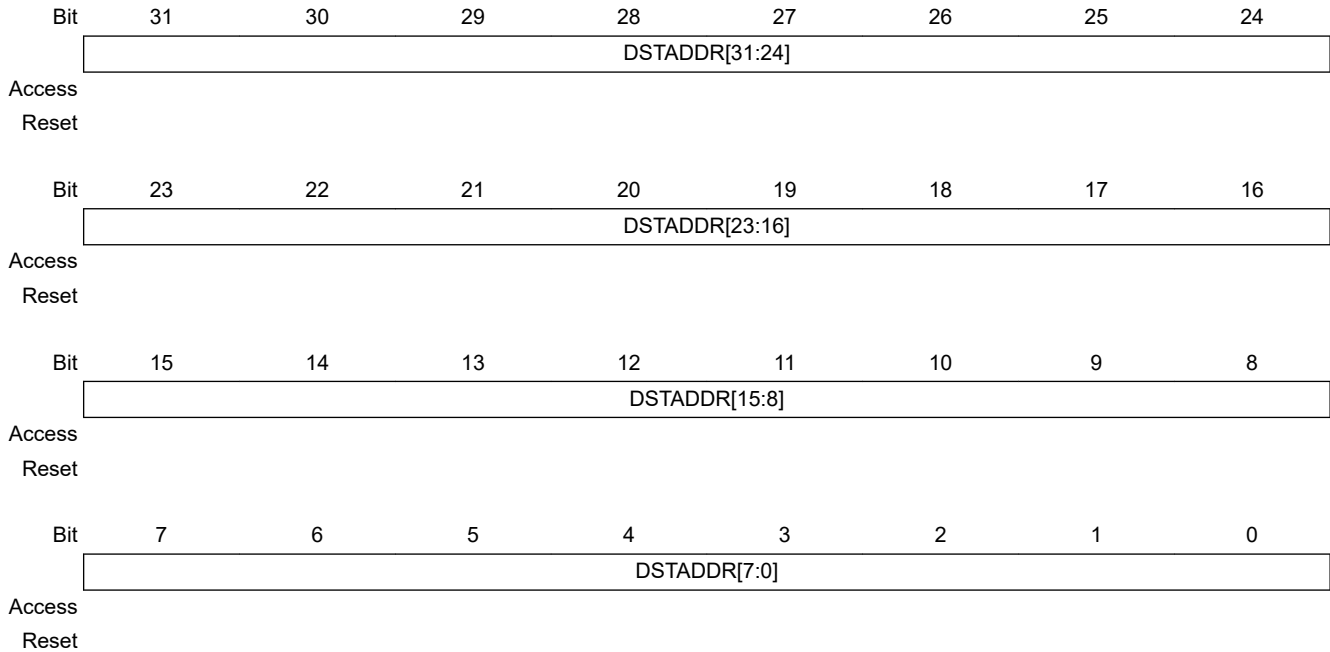 Bit 31 30 29 28 27 26 25 24
DSTADDR[31:24]
Access
Reset
Bit 23 22 21 20 19 18 17 16
DSTADDR[23:16]
Access
Reset
Bit 15 14 13 12 11 10 9 8
DSTADDR[15:8]
Access
Reset
Bit 7 6 5 4 3 2 1 0
DSTADDR[7:0]
Access
Reset